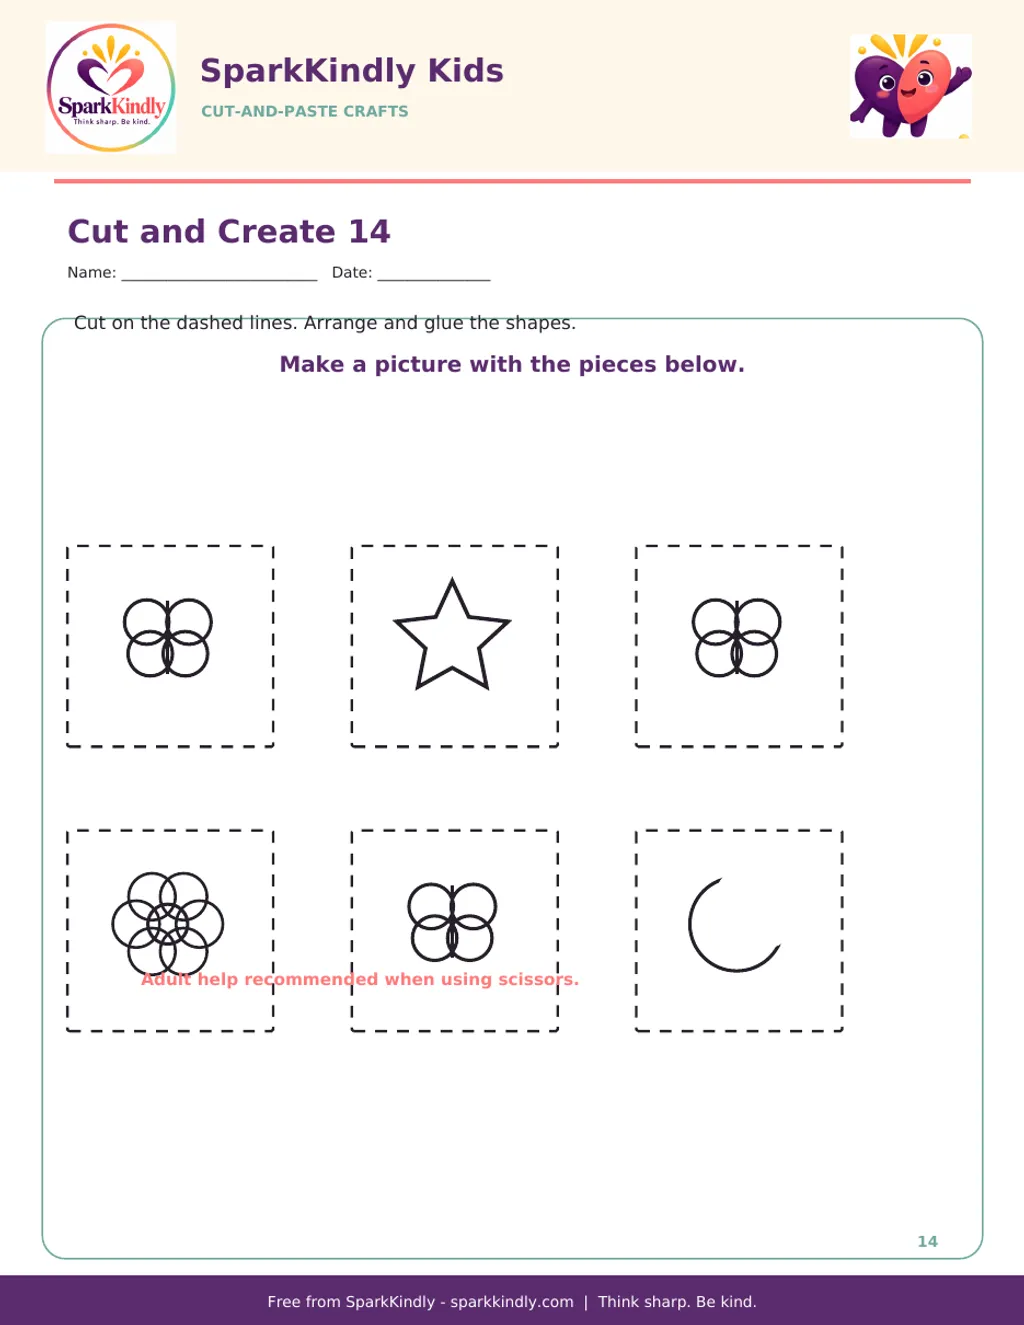 SparkKindly
Think sharp. Be kind.
SparkKindly Kids
CUT-AND-PASTE CRAFTS
Cut and Create 14
Name: __________________________ Date: _______________
Cut on the dashed lines. Arrange and glue the shapes.
Make a picture with the pieces below.
Adult help recommended when using scissors.
14
Free from SparkKindly - sparkkindly.com | Think sharp. Be kind.